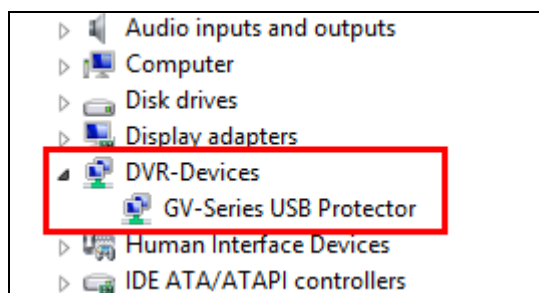 Audio inputs and outputs
Computer
Disk drives
Display adapters
DVR-Devices
GV-Series USB Protector
Human Interface Devices
IDE ATA/ATAPI controllers